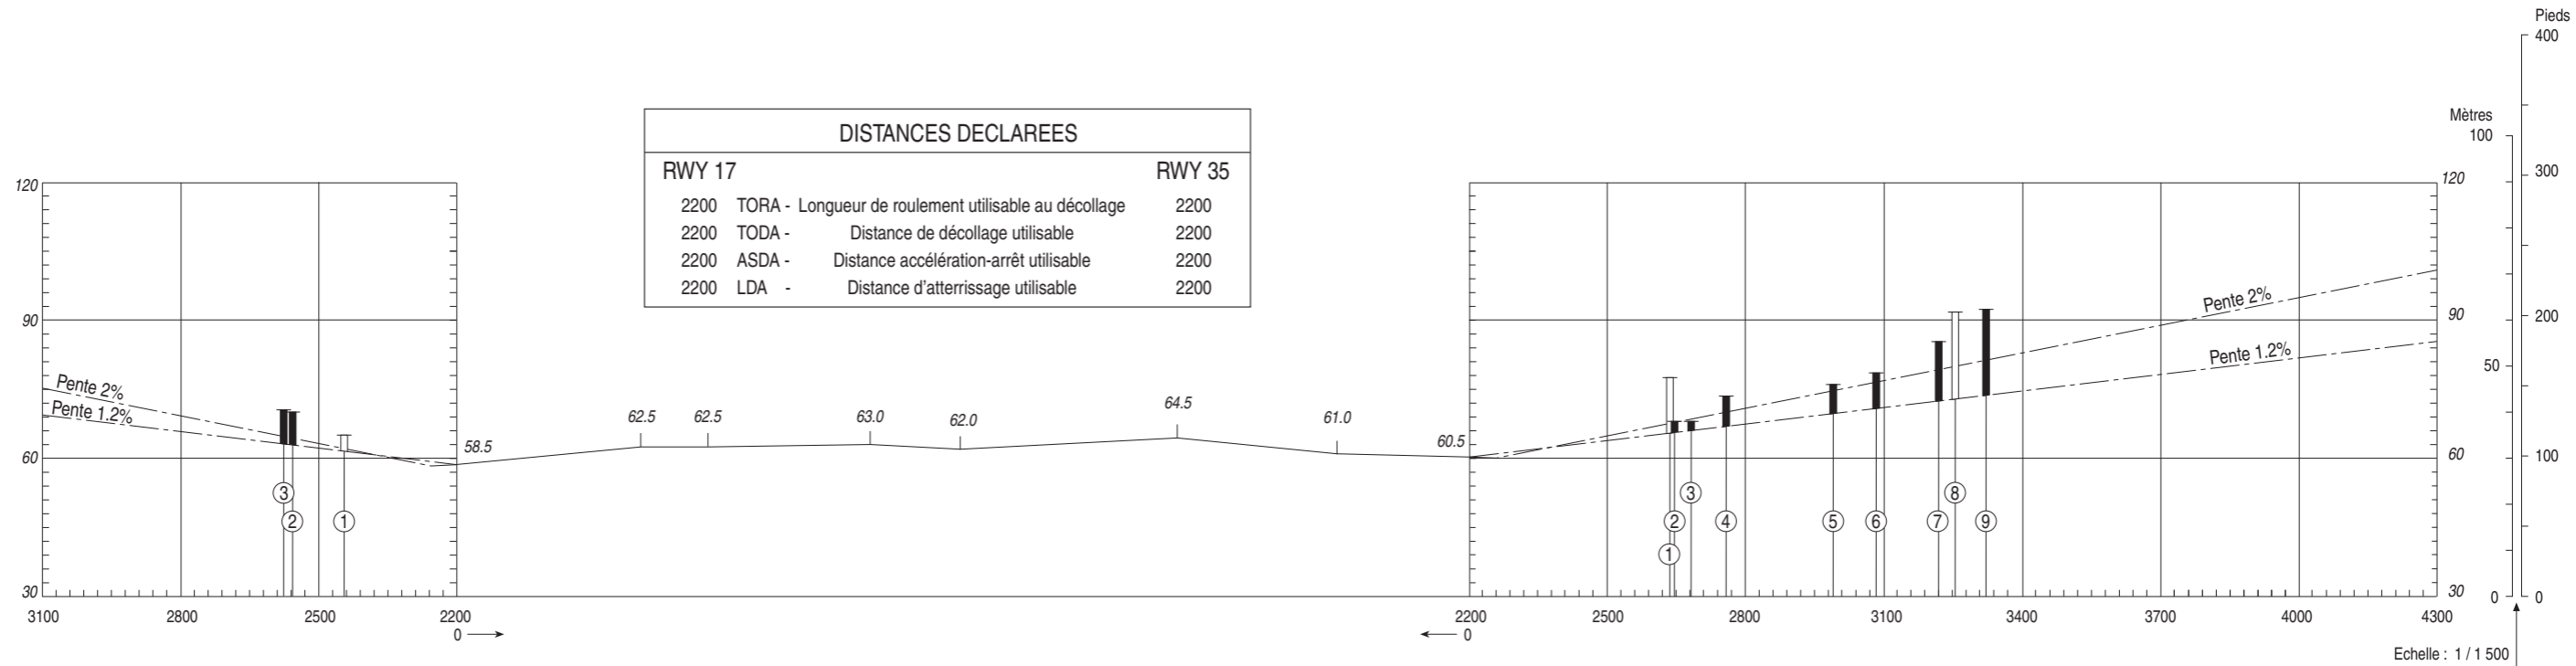 Pieds
400
Mètres
100
DISTANCES DECLAREES
RWY 17 RWY 35
2200 TORA - Longueur de roulement utilisable au décollage 2200
2200 TODA - Distance de décollage utilisable 2200
2200 ASDA - Distance accélération-arrêt utilisable 2200
2200 LDA - Distance d'atterrissage utilisable 2200
120
90
60
30
Pente 2%
Pente 1.2%
3
2
1
3100 2800 2500 2200
0
58.5
62.5
62.5
63.0
62.0
64.5
61.0
60.5
120
90
60
30
Pente 2%
Pente 1.2%
1
2
3
4
5
6
7
8
9
2200 2500 2800 3100 3400 3700 4000 4300
0
300
200
50
100
0 0
Echelle : 1 / 1 500